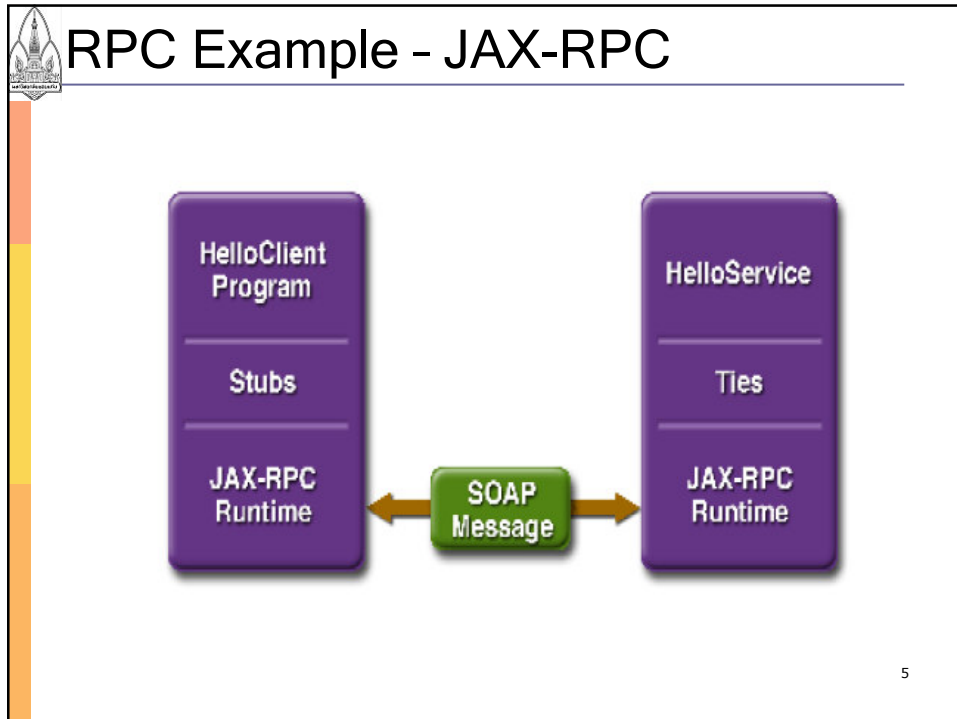 RPC Example – JAX-RPC
HelloClient
Program
Stubs
JAX-RPC
Runtime
SOAP
Message
HelloService
Ties
JAX-RPC
Runtime
5